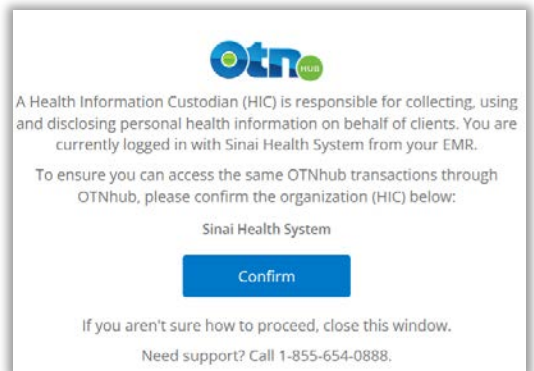 otn HUB
A Health Information Custodian (HIC) is responsible for collecting, using
and disclosing personal health information on behalf of clients. You are
currently logged in with Sinai Health System from your EMR.
To ensure you can access the same OTNhub transactions through
OTNhub, please confirm the organization (HIC) below:
Sinai Health System
Confirm
If you aren't sure how to proceed, close this window.
Need support? Call 1-855-654-0888.